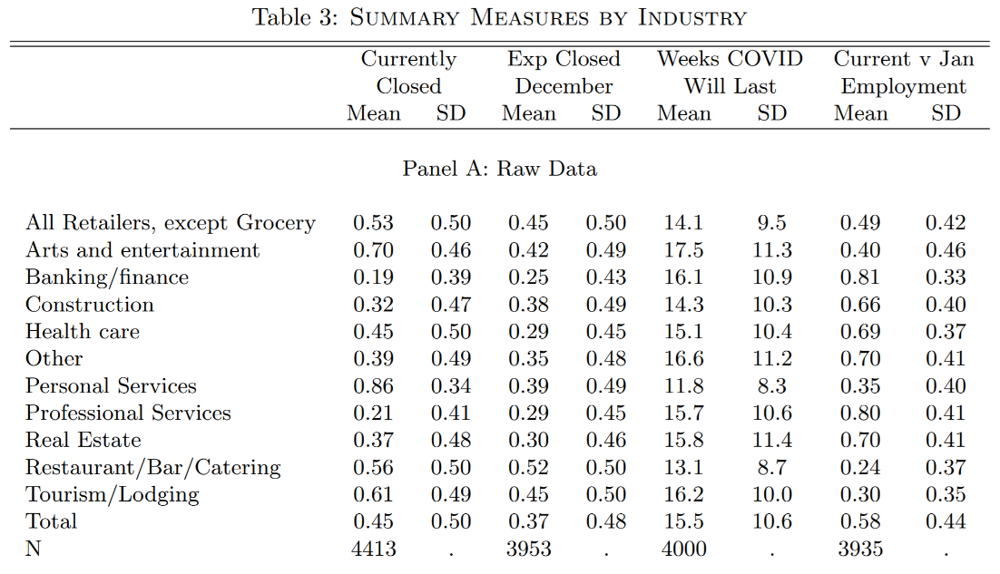 Table 3: Summary Measures by Industry
Currently Exp Closed Weeks COVID Current v Jan
Closed December Will Last Employment
Mean SD Mean SD Mean SD Mean SD
Panel A: Raw Data
All Retailers, except Grocery 0.53 0.50 0.45 0.50 14.1 9.5 0.49 0.42
Arts and entertainment 0.70 0.46 0.42 0.49 17.5 11.3 0.40 0.46
Banking/finance 0.19 0.39 0.25 0.43 16.1 10.9 0.81 0.33
Construction 0.32 0.47 0.38 0.49 14.3 10.3 0.66 0.40
Health care 0.45 0.50 0.29 0.45 15.1 10.4 0.69 0.37
Other 0.39 0.49 0.35 0.48 16.6 11.2 0.70 0.41
Personal Services 0.86 0.34 0.39 0.49 11.8 8.3 0.35 0.40
Professional Services 0.21 0.41 0.29 0.45 15.7 10.6 0.80 0.41
Real Estate 0.37 0.48 0.30 0.46 15.8 11.4 0.70 0.41
Restaurant/Bar/Catering 0.56 0.50 0.52 0.50 13.1 8.7 0.24 0.37
Tourism/Lodging 0.61 0.49 0.45 0.50 16.2 10.0 0.30 0.35
Total 0.45 0.50 0.37 0.48 15.5 10.6 0.58 0.44
N 4413 . 3953 . 4000 . 3935 .